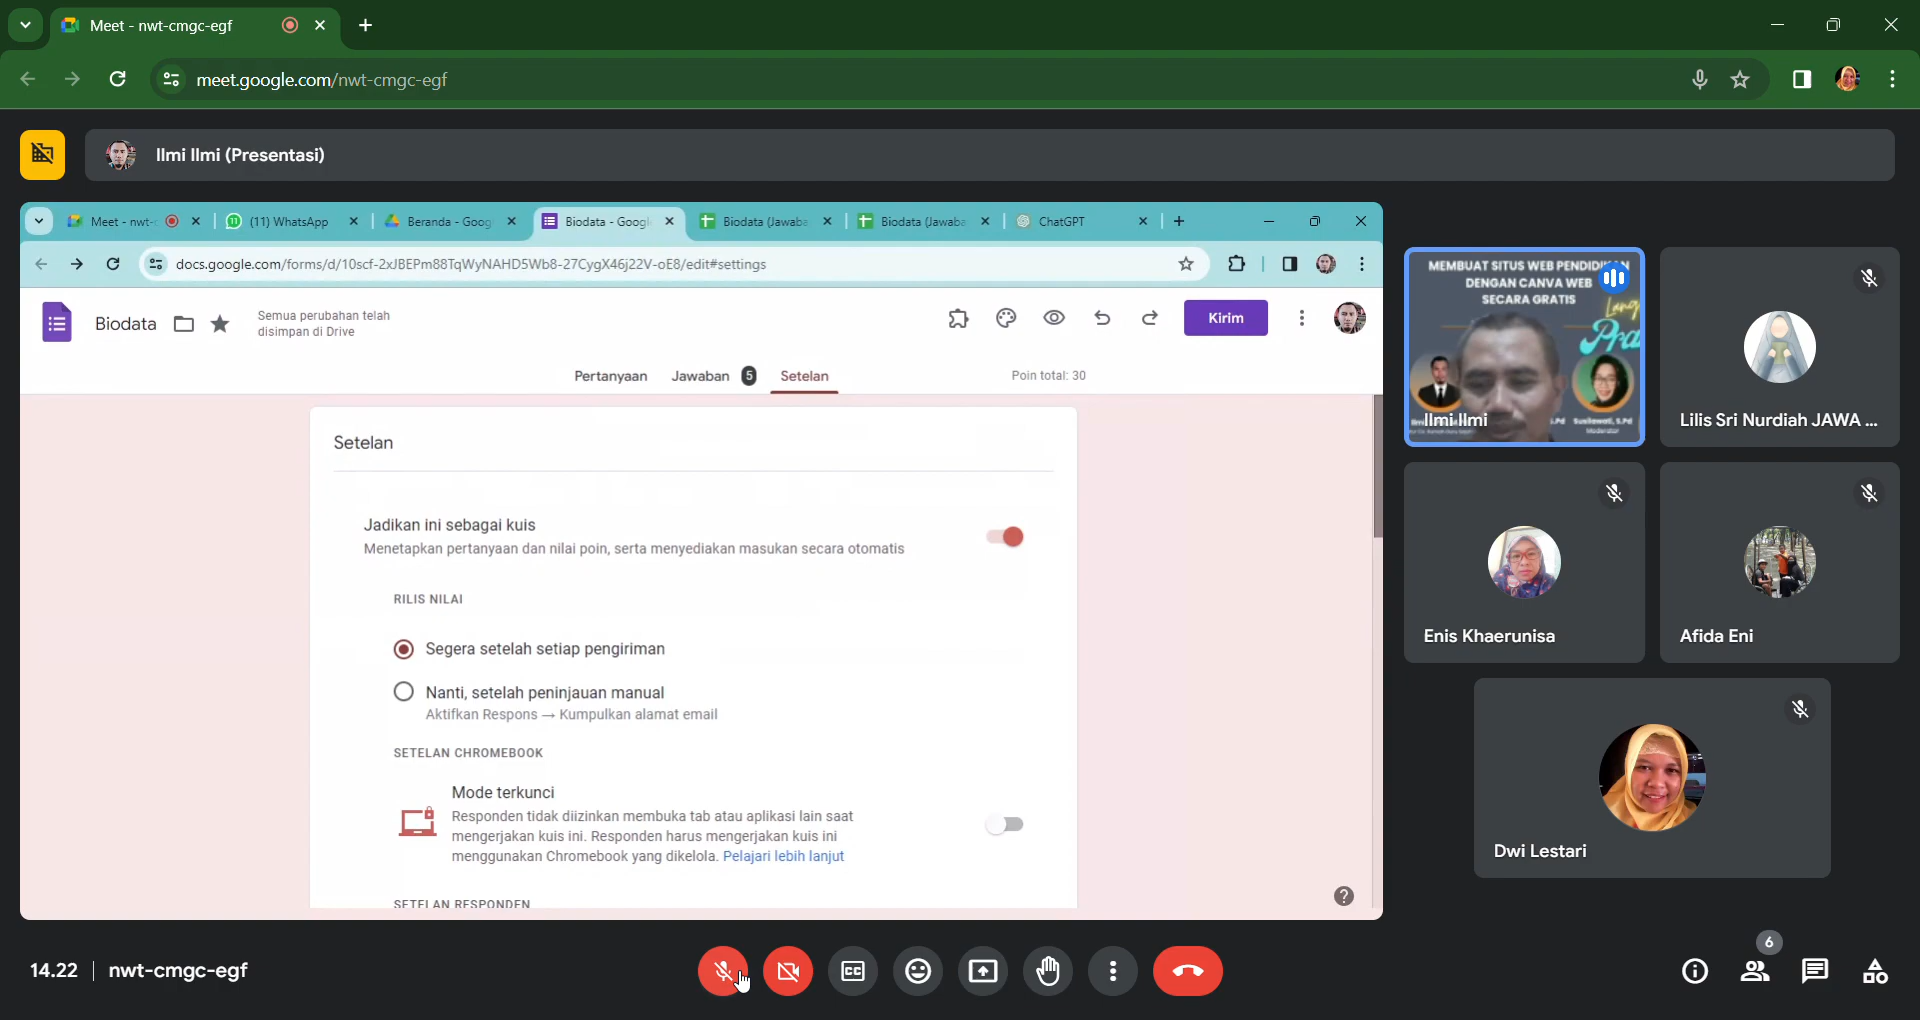 Meet - nwt-cmgc-egf
meet.google.com/nwt-cmgc-egf
Ilmi Ilmi (Presentasi)
Meet - nwt-
(11) WhatsApp
Beranda - Goog
Biodata - Googl
Biodata (Jawaba
Biodata (Jawaba
ChatGPT
docs.google.com/forms/d/10scf-2xJBEPm88TqWyNAHD5Wb8-27CygX46j22V-oE8/edit#settings
Biodata
Semua perubahan telah
disimpan di Drive
Kirim
Pertanyaan
Jawaban 5
Setelan
Poin total: 30
Setelan
Jadikan ini sebagai kuis
Menetapkan pertanyaan dan nilai poin, serta menyediakan masukan secara otomatis
RILIS NILAI
Segera setelah setiap pengiriman
Nanti, setelah peninjauan manual
Aktifkan Respons → Kumpulkan alamat email
SETELAN CHROMEBOOK
Mode terkunci
Responden tidak diizinkan membuka tab atau aplikasi lain saat
mengerjakan kuis ini. Responden harus mengerjakan kuis ini
menggunakan Chromebook yang dikelola. Pelajari lebih lanjut
SETELAN RESPONDEN
MEMBUAT SITUS WEB
DENGAN CANVA WEB
SECARA GRATIS
Susilawati, S.Pd
Moderator
Ilmi Ilmi
Lilis Sri Nurdiah JAWA ...
Enis Khaerunisa
Afida Eni
Dwi Lestari
14.22 | nwt-cmgc-egf
6